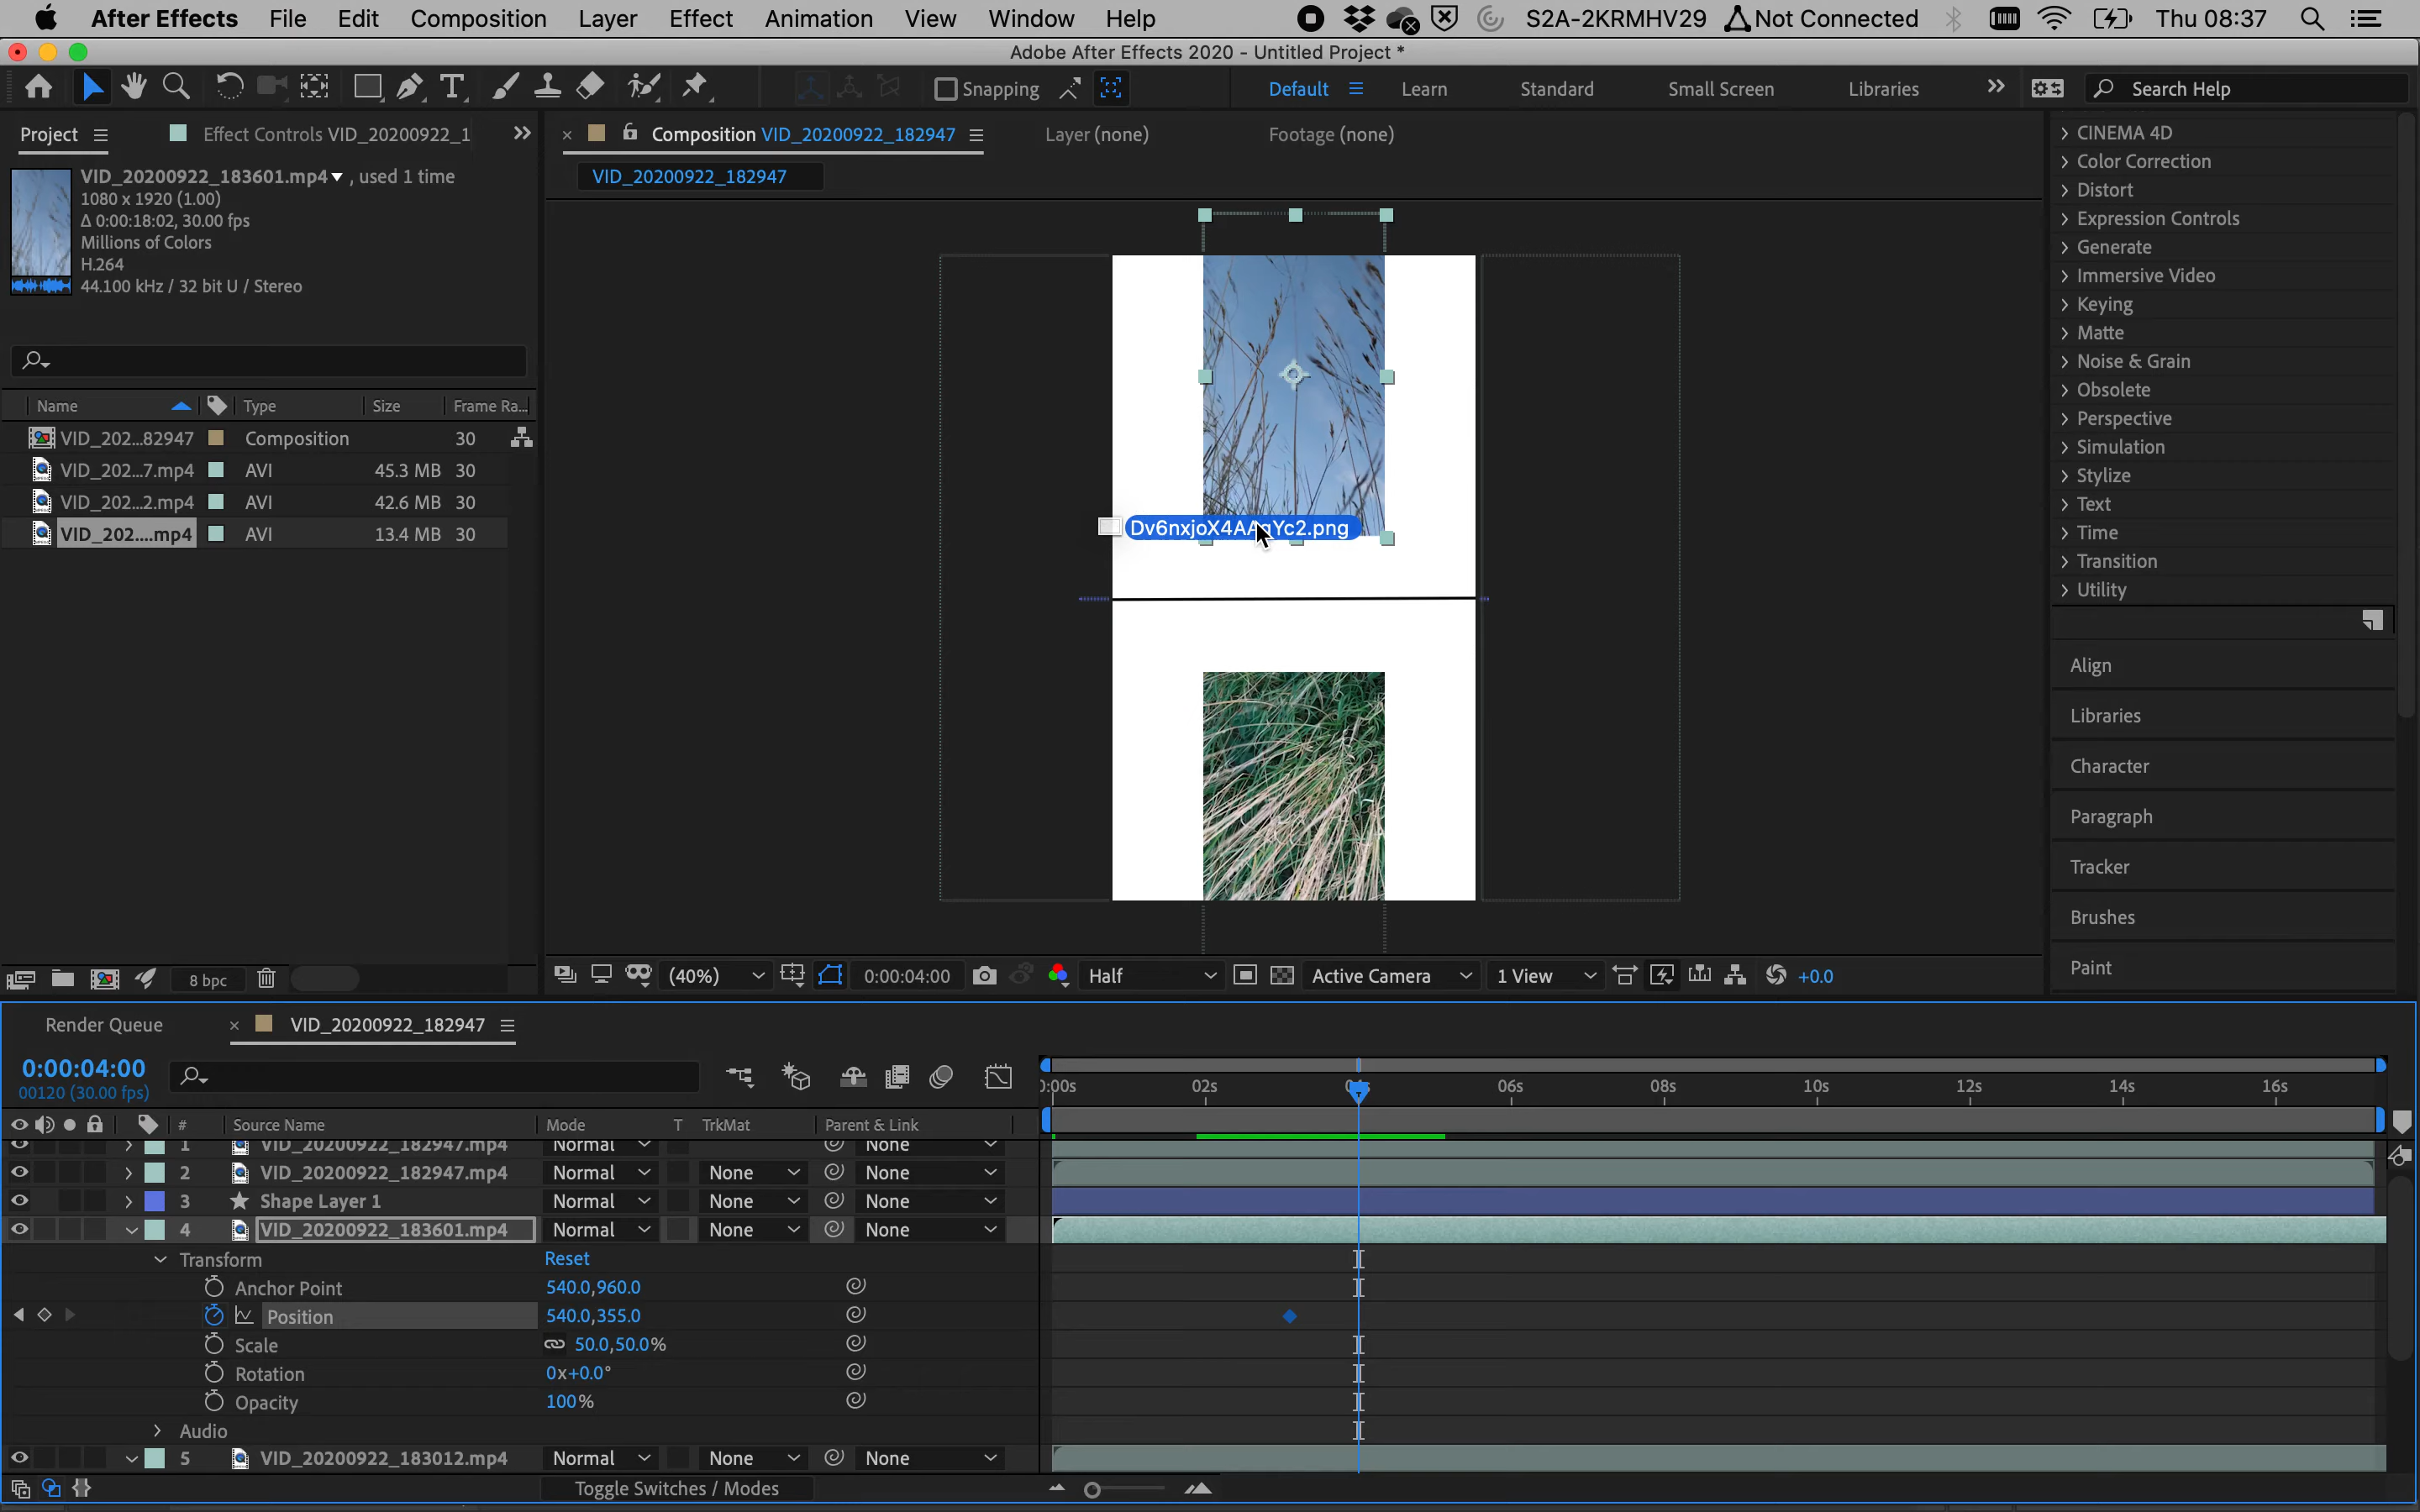 After Effects File Edit Composition Layer Effect Animation View Window Help S2A-2KRMHV29 Not Connected Thu 08:37
Adobe After Effects 2020 - Untitled Project *
Snapping Default Learn Standard Small Screen Libraries Search Help
Project Effect Controls VID_20200922_1
Composition VID_20200922_182947 Layer (none) Footage (none)
VID_20200922_182947
VID_20200922_183601.mp4 , used 1 time
1080 x 1920 (1.00)
Δ 0:00:18:02, 30.00 fps
Millions of Colors
H.264
44.100 kHz / 32 bit U / Stereo
Name Type Size Frame Ra...
VID_202...82947 Composition 30
VID_202...7.mp4 AVI 45.3 MB 30
VID_202...2.mp4 AVI 42.6 MB 30
VID_202....mp4 AVI 13.4 MB 30
8 bpc
(40%) 0:00:04:00 Half Active Camera 1 View +0.0
CINEMA 4D
Color Correction
Distort
Expression Controls
Generate
Immersive Video
Keying
Matte
Noise & Grain
Obsolete
Perspective
Simulation
Stylize
Text
Time
Transition
Utility
Align
Libraries
Character
Paragraph
Tracker
Brushes
Paint
Render Queue VID_20200922_182947
0:00:04:00
00120 (30.00 fps)
02s 06s 08s 10s 12s 14s 16s
# Source Name Mode T TrkMat Parent & Link
1 VID_20200922_182947.mp4 Normal None
2 VID_20200922_182947.mp4 Normal None None
3 Shape Layer 1 Normal None None
4 VID_20200922_183601.mp4 Normal None None
Transform Reset
Anchor Point 540.0,960.0
Position 540.0,355.0
Scale 50.0,50.0%
Rotation 0x+0.0°
Opacity 100%
Audio
5 VID_20200922_183012.mp4 Normal None None
Toggle Switches / Modes